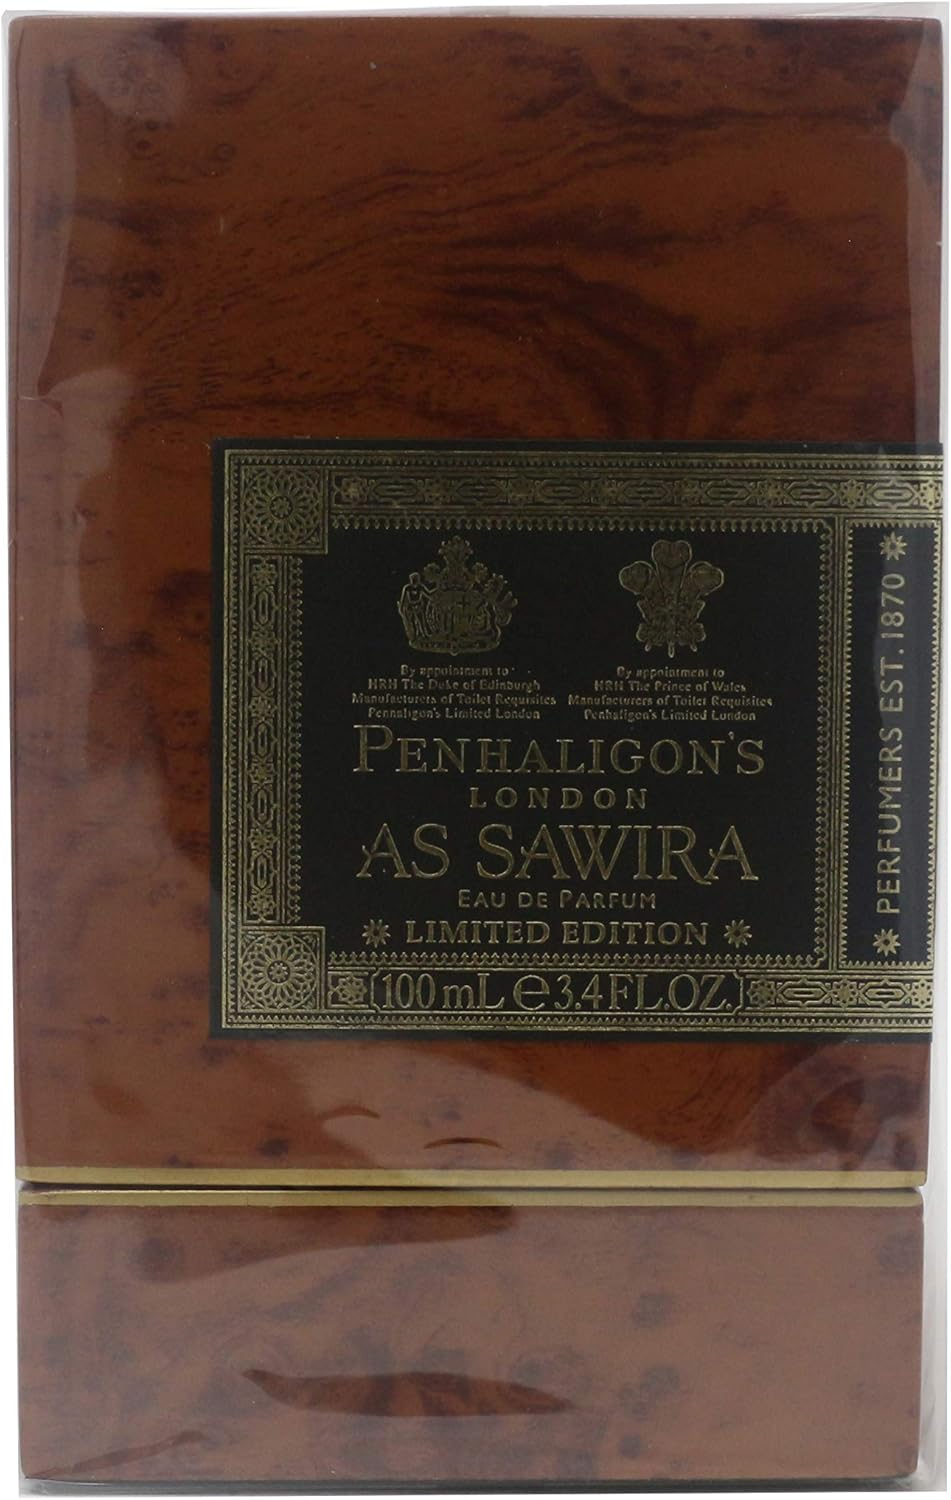 By appointment to
HRH The Duke of Edinburgh
Manufacturers of Toilet Requisites
Penhaligon's Limited London
By appointment to
HRH The Prince of Wales
Manufacturers of Toilet Requisites
Penhaligon's Limited London
PENHALIGON'S
LONDON
AS SAWIRA
EAU DE PARFUM
LIMITED EDITION
100 mL ℮ 3.4 FL.OZ.
PERFUMERS EST. 1870